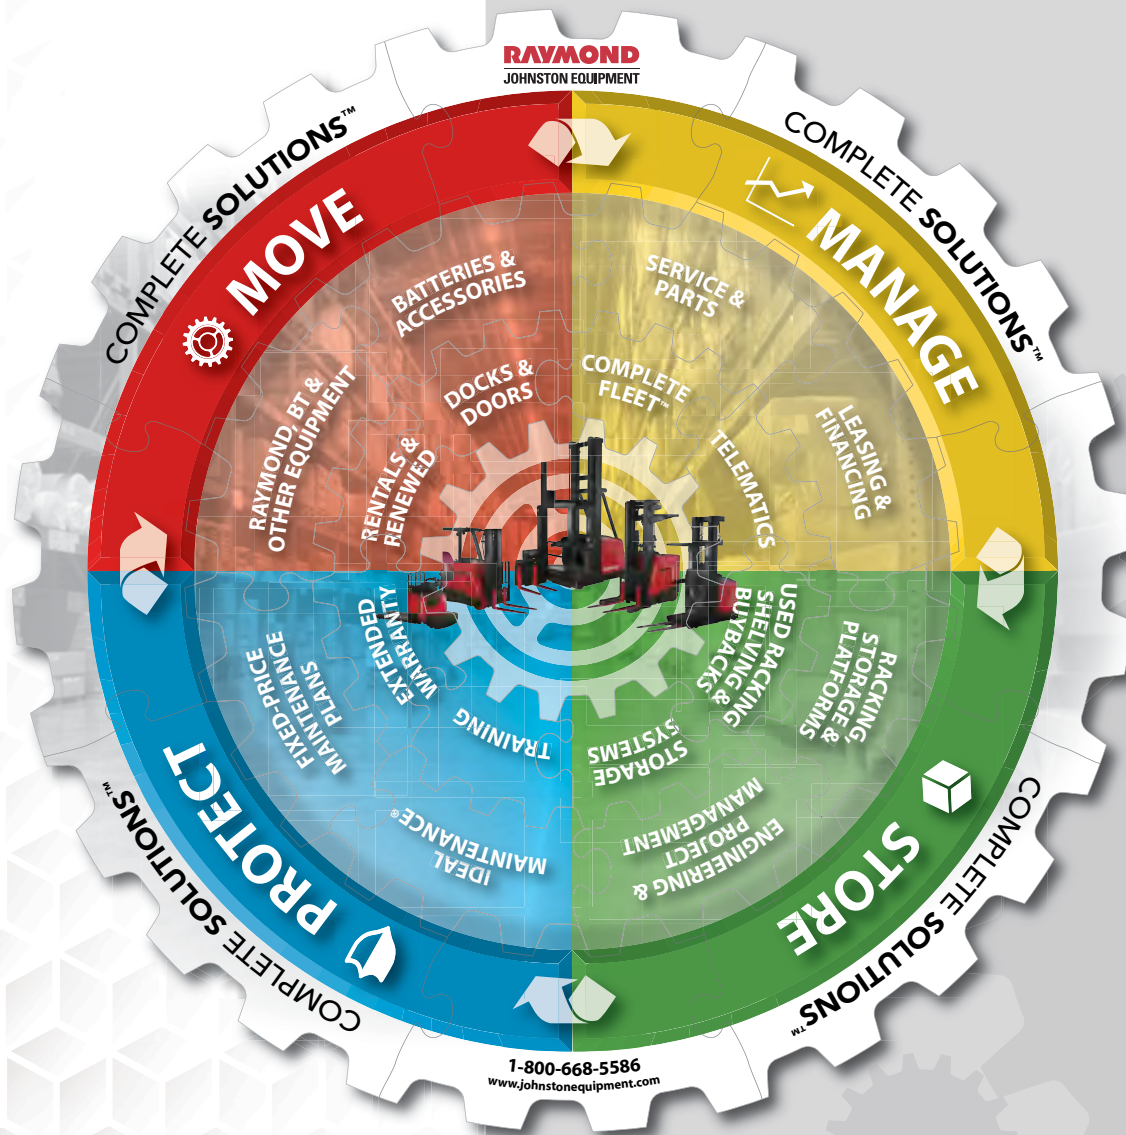 RAYMOND
JOHNSTON EQUIPMENT
COMPLETE SOLUTIONS™
MOVE
BATTERIES &
ACCESSORIES
DOCKS &
DOORS
RAYMOND, BT &
OTHER EQUIPMENT
RENTALS &
RENEWED
COMPLETE SOLUTIONS™
MANAGE
SERVICE &
PARTS
COMPLETE
FLEET™
TELEMATICS
LEASING &
FINANCING
COMPLETE SOLUTIONS™
STORE
USED RACKING
SHELVING &
BUYBACKS
RACKING,
STORAGE &
PLATFORMS
STORAGE
SYSTEMS
ENGINEERING &
PROJECT
MANAGEMENT
COMPLETE SOLUTIONS™
PROTECT
EXTENDED
WARRANTY
FIXED-PRICE
MAINTENANCE
PLANS
TRAINING
IDEAL
MAINTENANCE®
1-800-668-5586
www.johnstonequipment.com